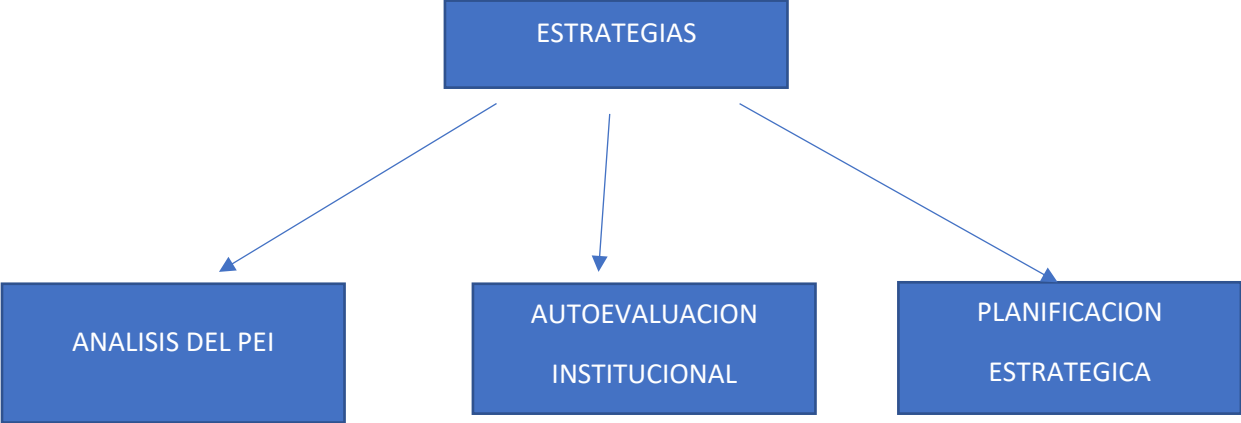 ESTRATEGIAS
ANALISIS DEL PEI
AUTOEVALUACION
INSTITUCIONAL
PLANIFICACION
ESTRATEGICA